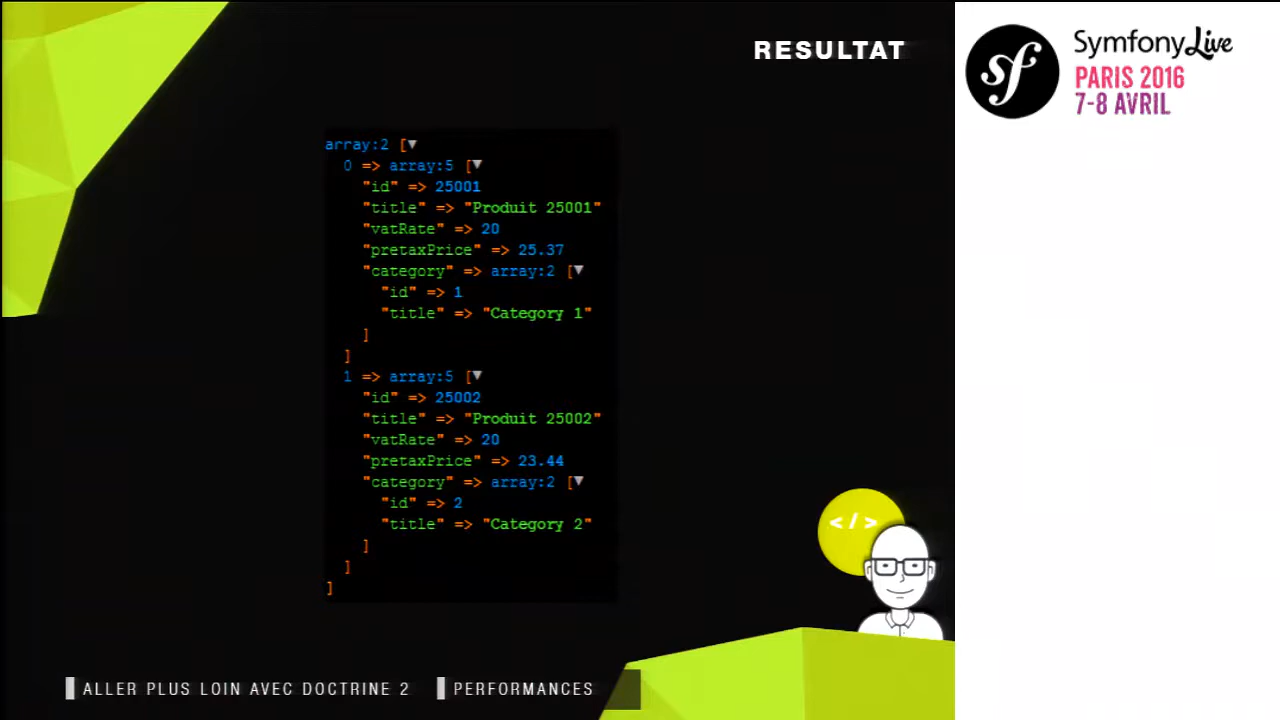 RESULTAT
array:2 [▼
0 => array:5 [▼
"id" => 25001
"title" => "Produit 25001"
"vatRate" => 20
"pretaxPrice" => 25.37
"category" => array:2 [▼
"id" => 1
"title" => "Category 1"
]
]
1 => array:5 [▼
"id" => 25002
"title" => "Produit 25002"
"vatRate" => 20
"pretaxPrice" => 23.44
"category" => array:2 [▼
"id" => 2
"title" => "Category 2"
]
]
]
</>
ALLER PLUS LOIN AVEC DOCTRINE 2 PERFORMANCES
sf
SymfonyLive
PARIS 2016
7-8 AVRIL